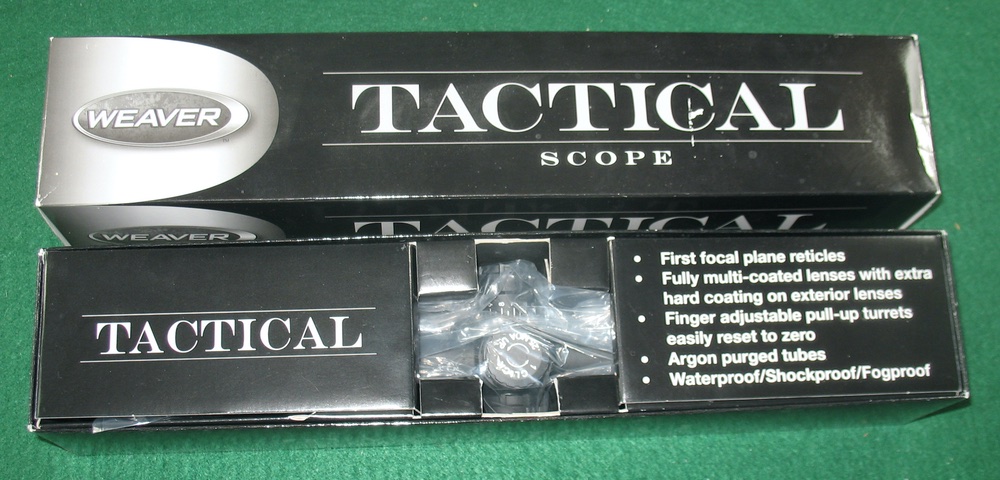 WEAVER
TACTICAL
SCOPE
WEAVER
TACTICAL
TACTICAL
• First focal plane reticles
• Fully multi-coated lenses with extra
hard coating on exterior lenses
• Finger adjustable pull-up turrets
easily reset to zero
• Argon purged tubes
• Waterproof/Shockproof/Fogproof